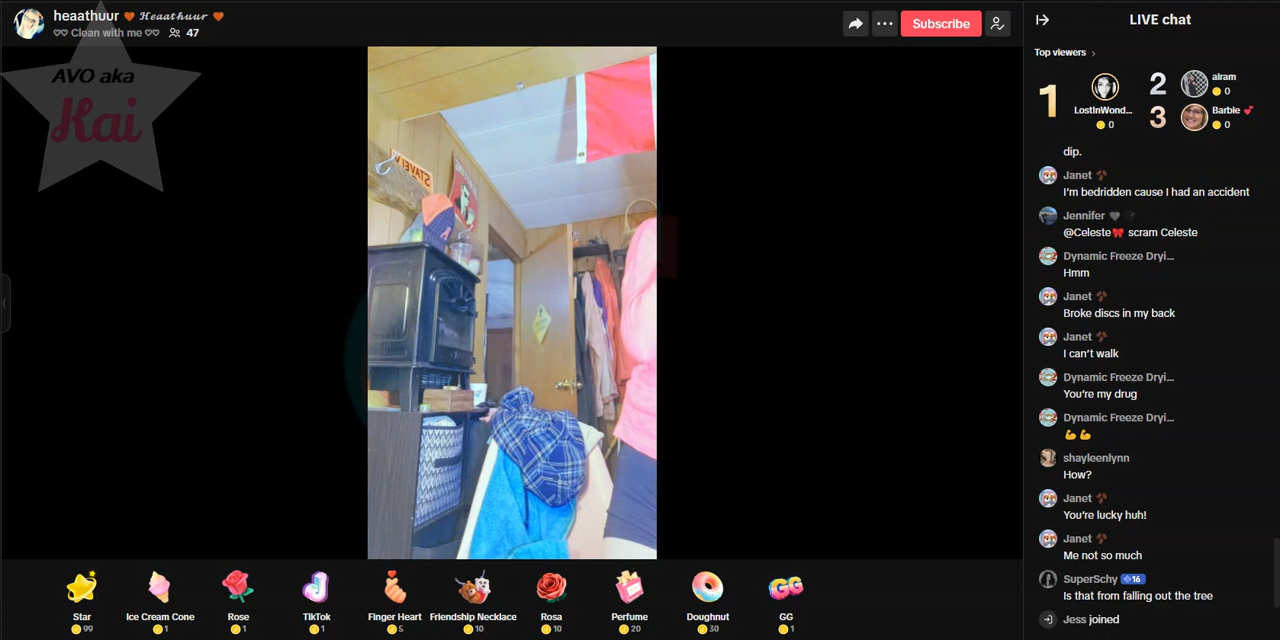 heaathuur 🧡 𝓗𝓮𝓪𝓪𝓽𝓱𝓾𝓾𝓻 🧡
♡♡ Clean with me ♡♡ 47
Subscribe
AVO aka
Kai
STAVELY
Star
99
Ice Cream Cone
1
Rose
1
TikTok
1
Finger Heart
5
Friendship Necklace
10
Rosa
10
Perfume
20
Doughnut
30
GG
GG
1
LIVE chat
Top viewers >
1
LostInWond...
0
2
airam
0
3
Barbie 💕
0
dip.
Janet
I'm bedridden cause I had an accident
Jennifer
@Celeste🎀 scram Celeste
Dynamic Freeze Dryi...
Hmm
Janet
Broke discs in my back
Janet
I can't walk
Dynamic Freeze Dryi...
You're my drug
Dynamic Freeze Dryi...
💪💪
shayleenlynn
How?
Janet
You're lucky huh!
Janet
Me not so much
SuperSchy 16
Is that from falling out the tree
Jess joined